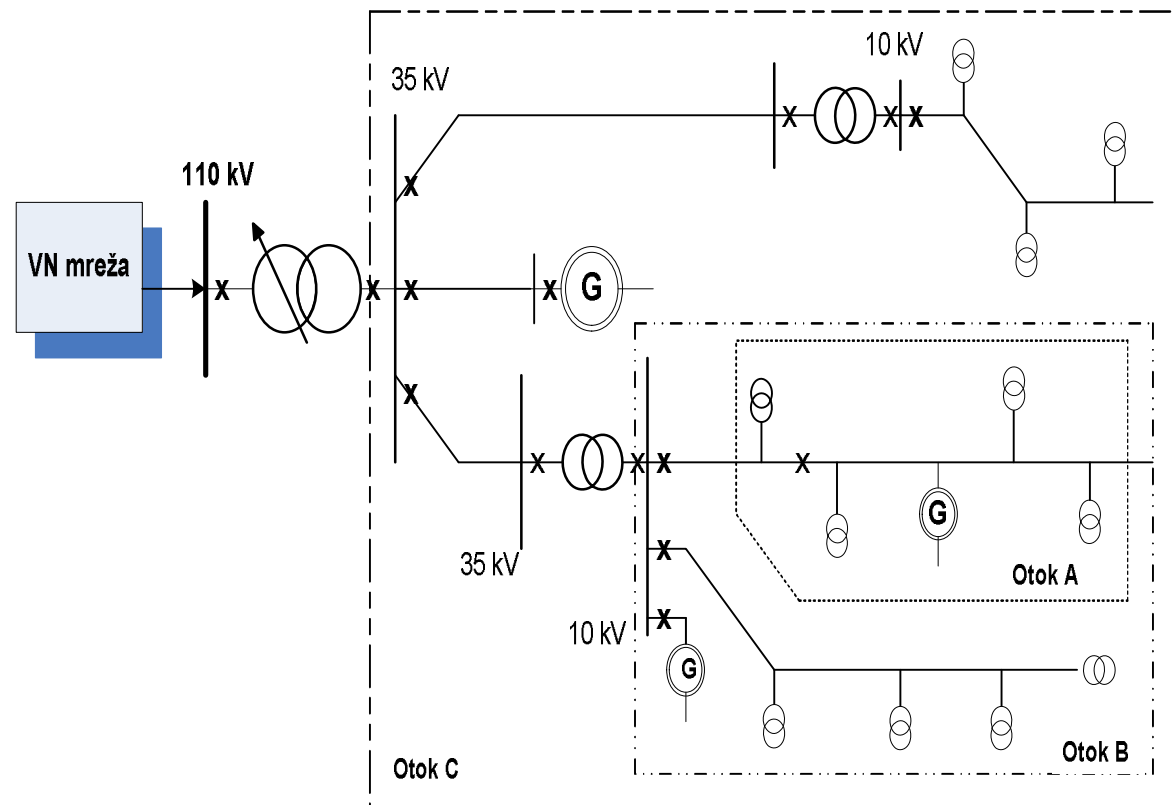 10 kV
35 kV
110 kV
VN mreža
G
G
Otok A
35 kV
10 kV
G
Otok B
Otok C